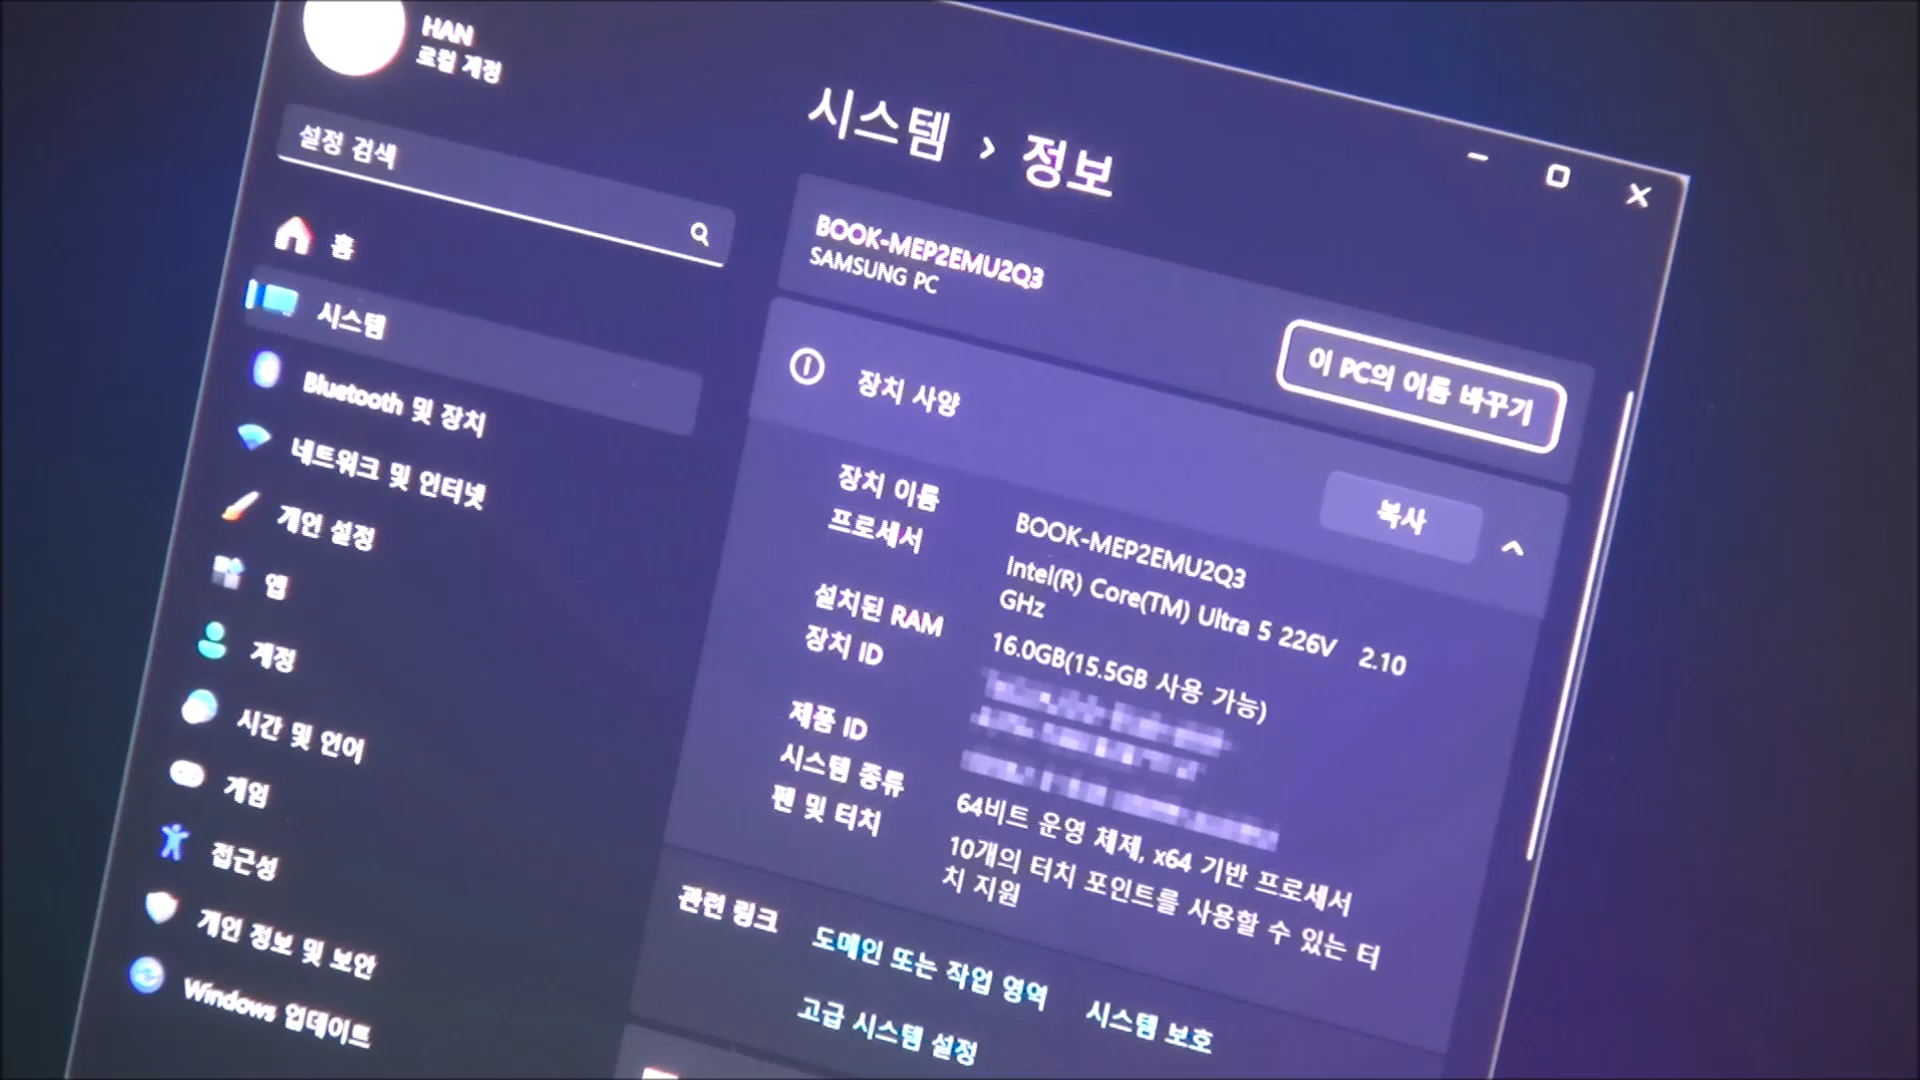 HAN
로컬 계정
설정 검색
홈
시스템
Bluetooth 및 장치
네트워크 및 인터넷
개인 설정
앱
계정
시간 및 언어
게임
접근성
개인 정보 및 보안
Windows 업데이트
시스템 › 정보
BOOK-MEP2EMU2Q3
SAMSUNG PC
이 PC의 이름 바꾸기
장치 사양
복사
장치 이름 BOOK-MEP2EMU2Q3
프로세서 Intel(R) Core(TM) Ultra 5 226V 2.10
GHz
설치된 RAM 16.0GB(15.5GB 사용 가능)
장치 ID
제품 ID
시스템 종류 64비트 운영 체제, x64 기반 프로세서
펜 및 터치 10개의 터치 포인트를 사용할 수 있는 터
치 지원
관련 링크 도메인 또는 작업 영역 시스템 보호
고급 시스템 설정